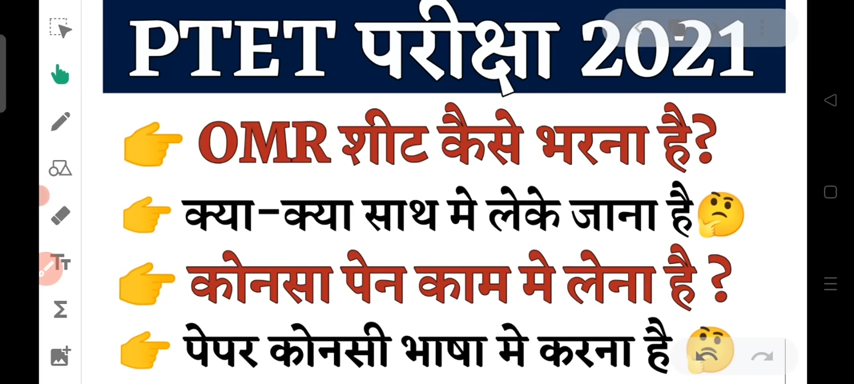 PTET परीक्षा 2021
👉 OMR शीट कैसे भरना है?
👉 क्या-क्या साथ मे लेके जाना है🤔
👉 कोनसा पेन काम मे लेना है ?
👉 पेपर कोनसी भाषा मे करना है 🤔